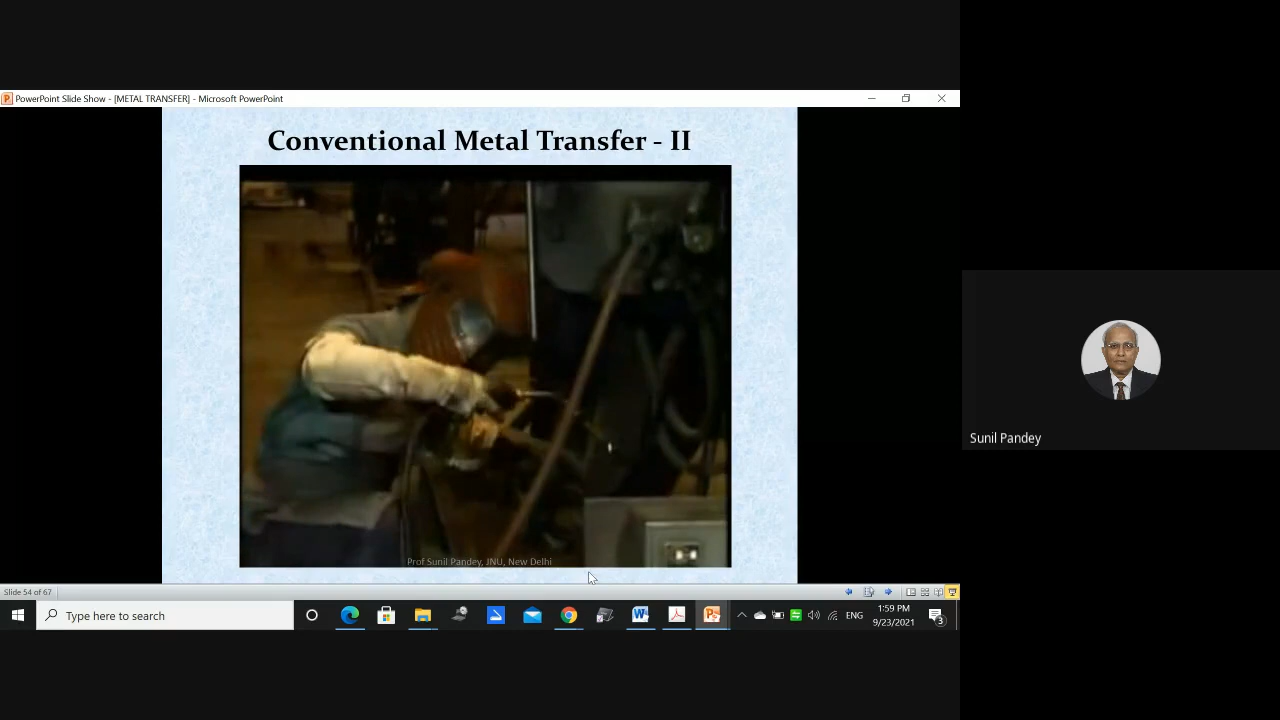 PowerPoint Slide Show - [METAL TRANSFER] - Microsoft PowerPoint
Conventional Metal Transfer - II
Prof Sunil Pandey, JNU, New Delhi
Sunil Pandey
Slide 54 of 67
Type here to search
ENG
1:59 PM
9/23/2021
3